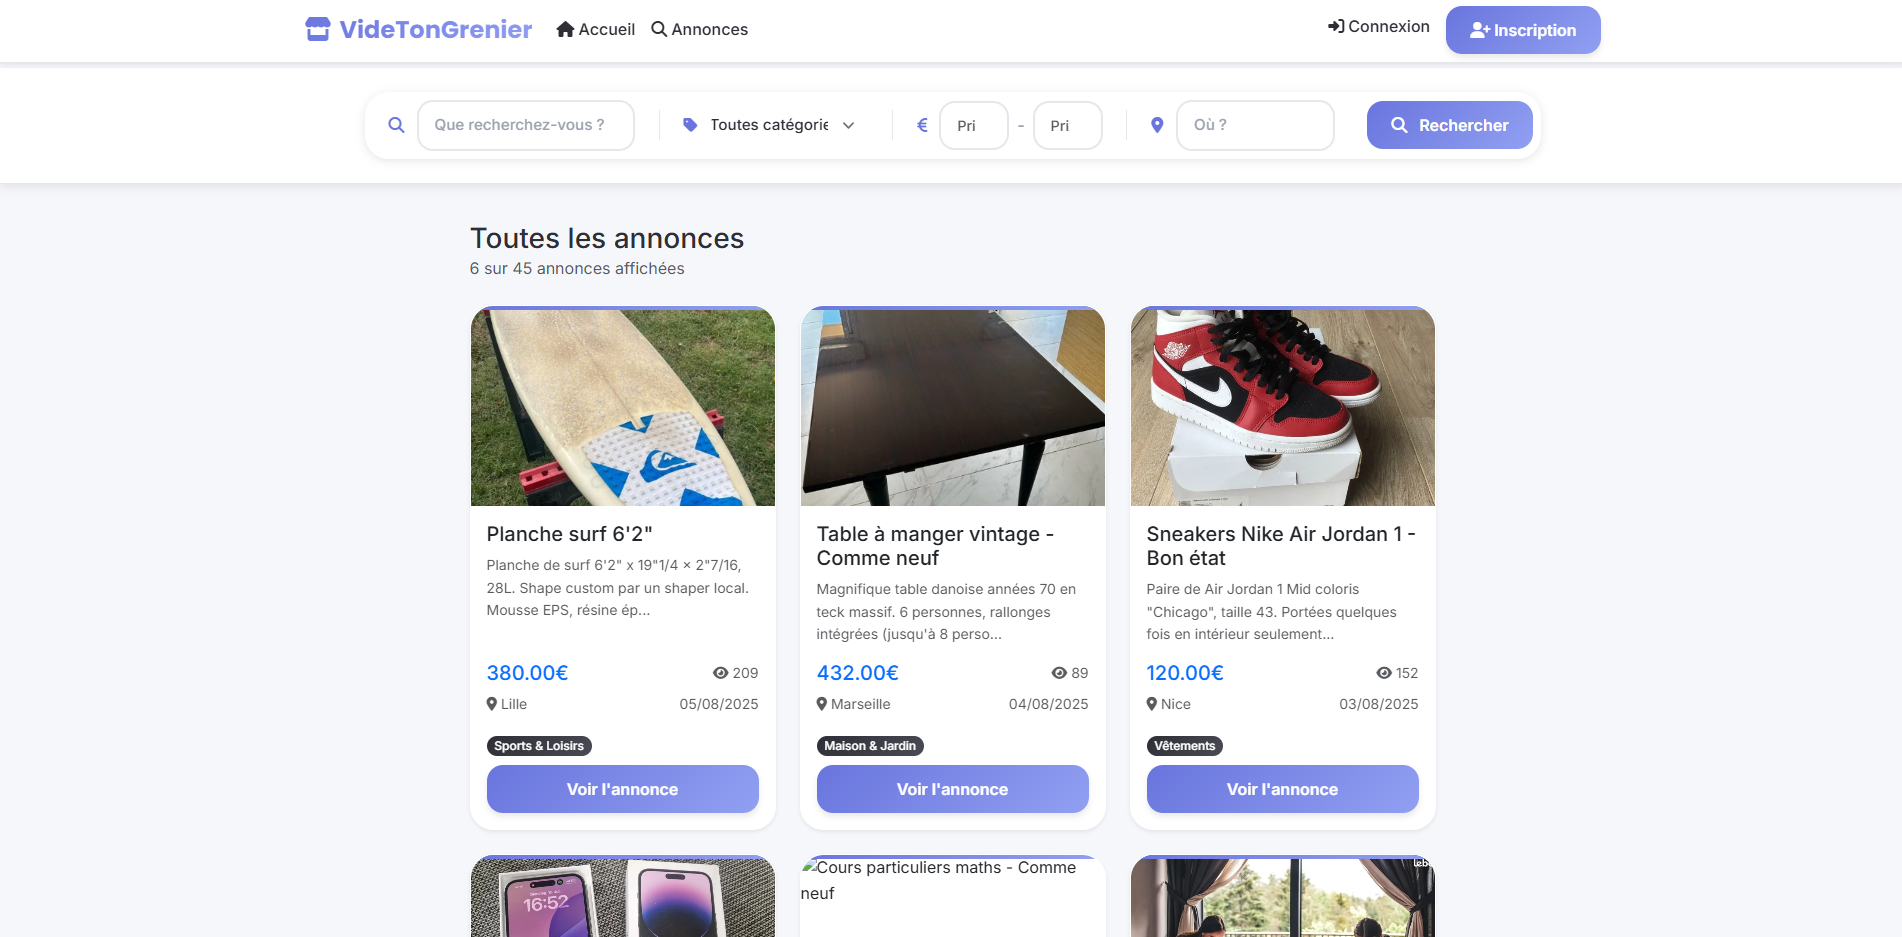 VideTonGrenier
Accueil
Annonces
Connexion
Inscription
Que recherchez-vous ?
Toutes catégorie
€
Pri
-
Pri
Où ?
Rechercher
Toutes les annonces
6 sur 45 annonces affichées
Planche surf 6'2"
Planche de surf 6'2" x 19"1/4 × 2"7/16,
28L. Shape custom par un shaper local.
Mousse EPS, résine ép...
380.00€
209
Lille
05/08/2025
Sports & Loisirs
Voir l'annonce
Table à manger vintage -
Comme neuf
Magnifique table danoise années 70 en
teck massif. 6 personnes, rallonges
intégrées (jusqu'à 8 perso...
432.00€
89
Marseille
04/08/2025
Maison & Jardin
Voir l'annonce
Sneakers Nike Air Jordan 1 -
Bon état
Paire de Air Jordan 1 Mid coloris
"Chicago", taille 43. Portées quelques
fois en intérieur seulement...
120.00€
152
Nice
03/08/2025
Vêtements
Voir l'annonce
16:52
Cours particuliers maths - Comme
neuf
leb